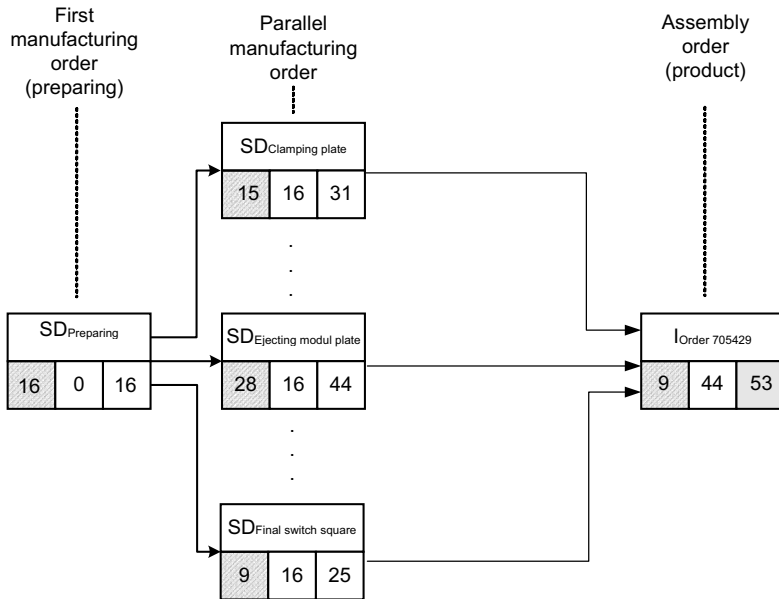 First
manufacturing
order
(preparing)
Parallel
manufacturing
order
Assembly
order
(product)
SDClamping plate
15 16 31
SDPreparing
16 0 16
SDEjecting modul plate
28 16 44
IOrder 705429
9 44 53
SDFinal switch square
9 16 25